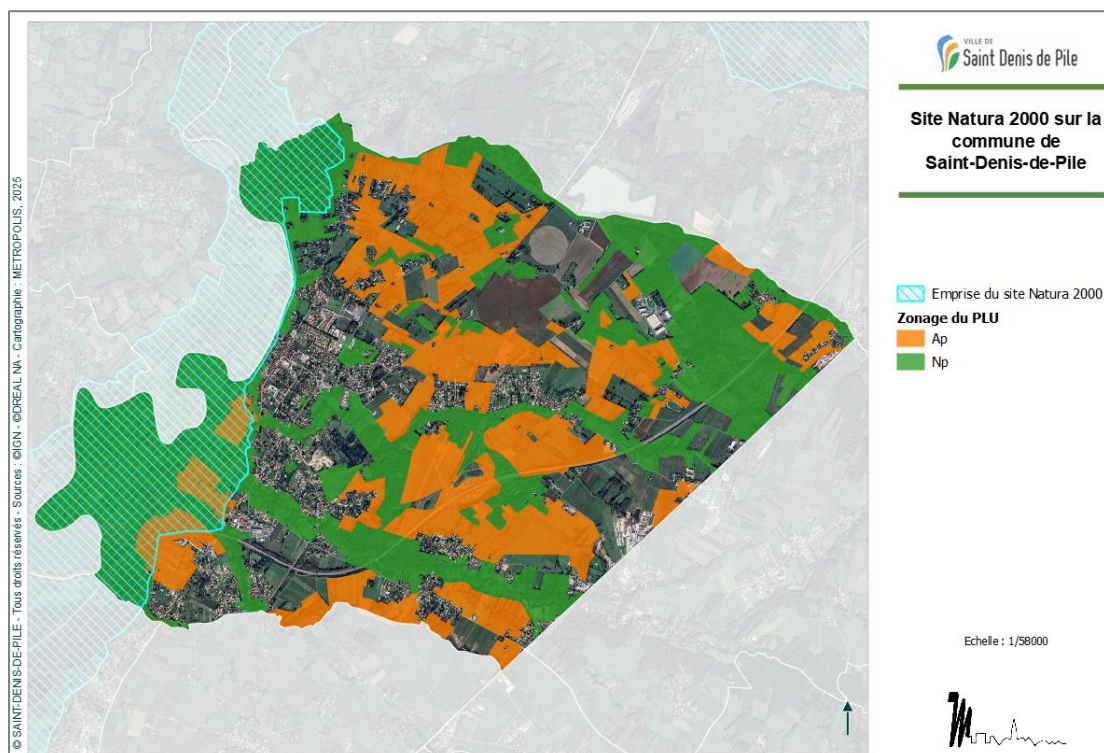 VILLE DE
Saint Denis de Pile
Site Natura 2000 sur la
commune de
Saint-Denis-de-Pile
Emprise du site Natura 2000
Zonage du PLU
Ap
Np
Echelle : 1/58000
© SAINT-DENIS-DE-PILE - Tous droits réservés - Sources : ©IGN - ©DREAL NA - Cartographie : METROPOLIS, 2025